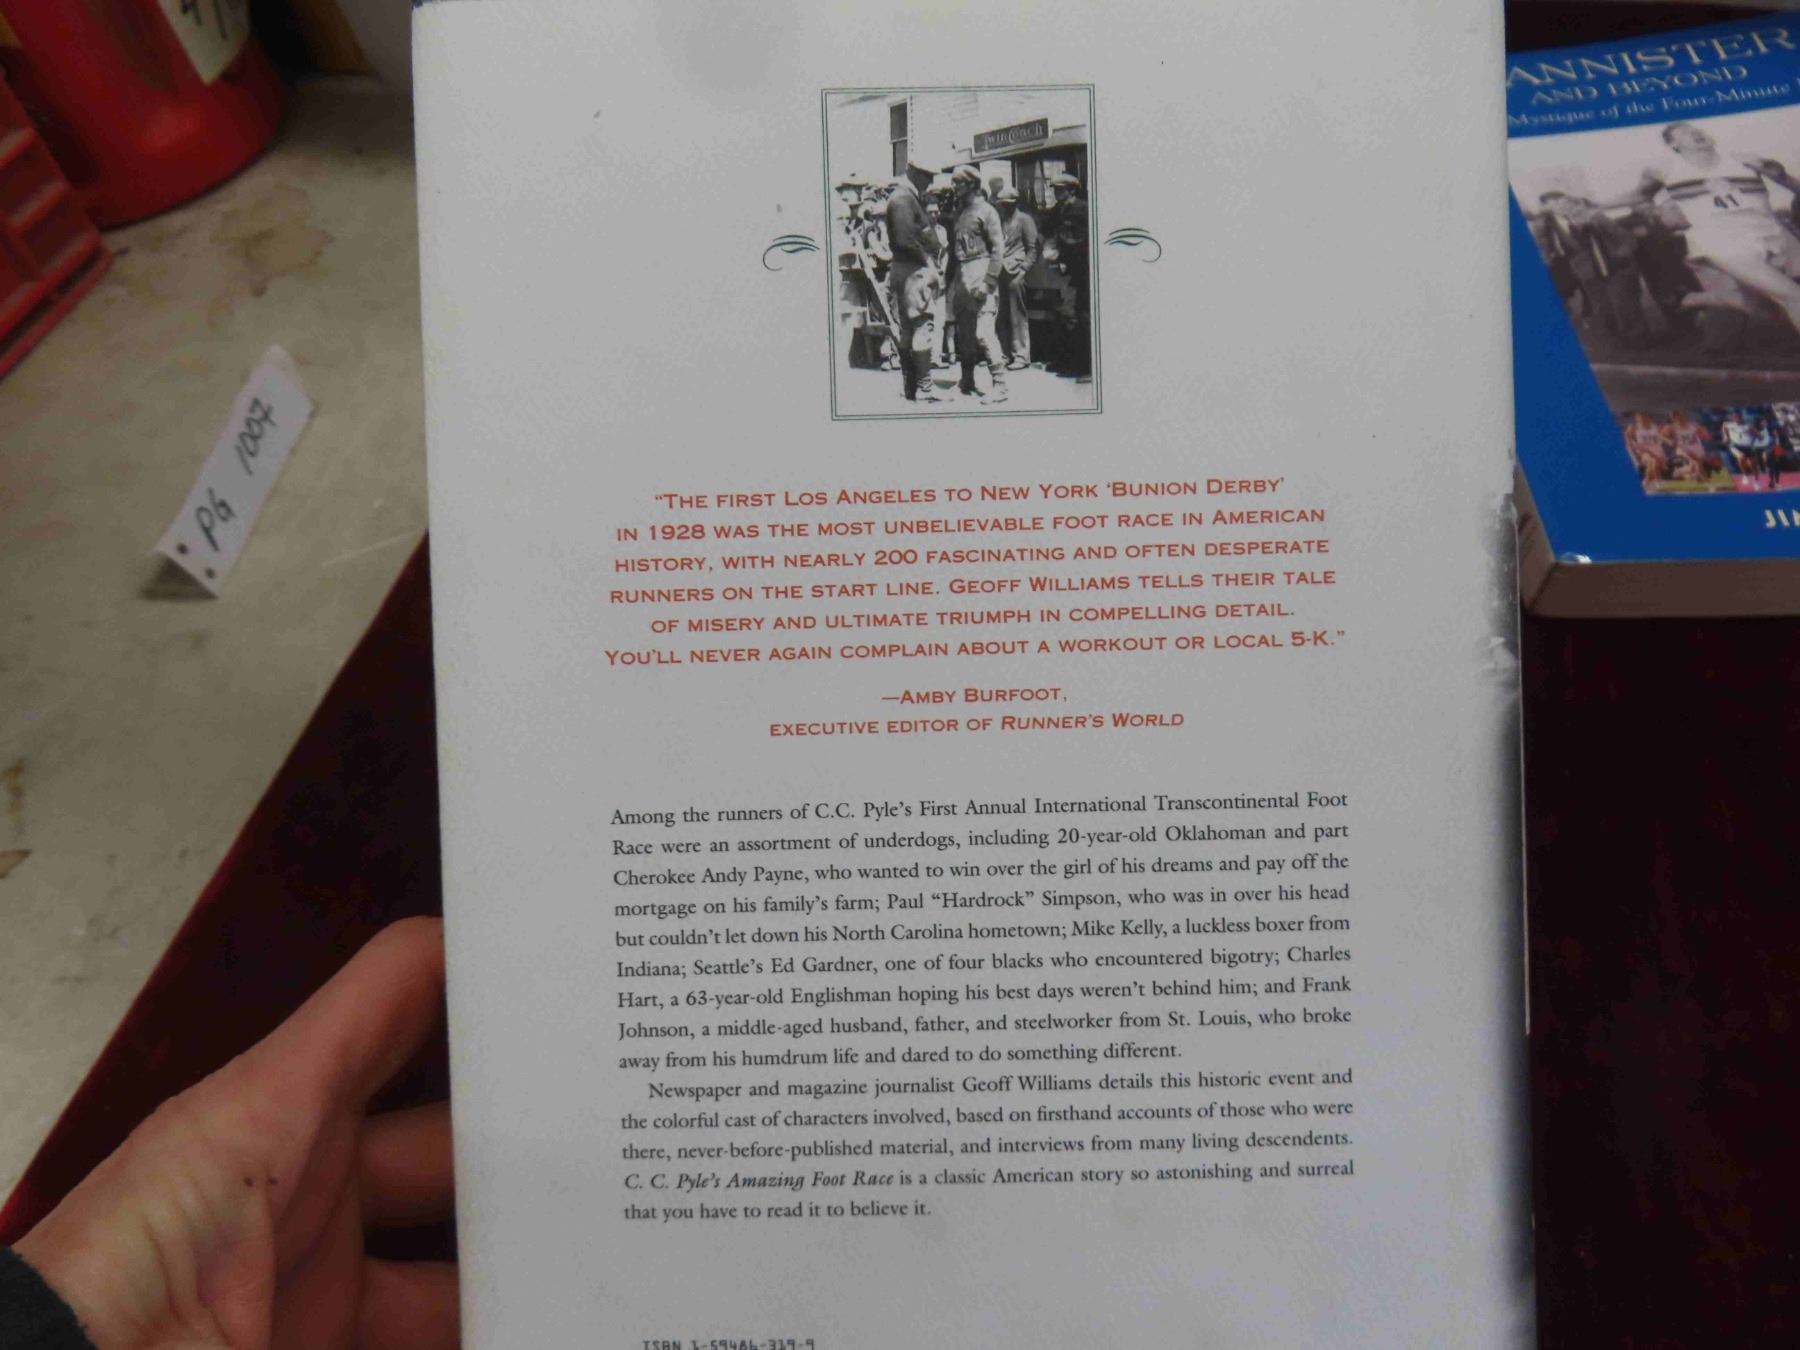 Twin Coach
"THE FIRST LOS ANGELES TO NEW YORK 'BUNION DERBY'
IN 1928 WAS THE MOST UNBELIEVABLE FOOT RACE IN AMERICAN
HISTORY, WITH NEARLY 200 FASCINATING AND OFTEN DESPERATE
RUNNERS ON THE START LINE. GEOFF WILLIAMS TELLS THEIR TALE
OF MISERY AND ULTIMATE TRIUMPH IN COMPELLING DETAIL.
YOU'LL NEVER AGAIN COMPLAIN ABOUT A WORKOUT OR LOCAL 5-K."
—AMBY BURFOOT,
EXECUTIVE EDITOR OF RUNNER'S WORLD
Among the runners of C.C. Pyle's First Annual International Transcontinental Foot
Race were an assortment of underdogs, including 20-year-old Oklahoman and part
Cherokee Andy Payne, who wanted to win over the girl of his dreams and pay off the
mortgage on his family's farm; Paul "Hardrock" Simpson, who was in over his head
but couldn't let down his North Carolina hometown; Mike Kelly, a luckless boxer from
Indiana; Seattle's Ed Gardner, one of four blacks who encountered bigotry; Charles
Hart, a 63-year-old Englishman hoping his best days weren't behind him; and Frank
Johnson, a middle-aged husband, father, and steelworker from St. Louis, who broke
away from his humdrum life and dared to do something different.
Newspaper and magazine journalist Geoff Williams details this historic event and
the colorful cast of characters involved, based on firsthand accounts of those who were
there, never-before-published material, and interviews from many living descendents.
C. C. Pyle's Amazing Foot Race is a classic American story so astonishing and surreal
that you have to read it to believe it.
ISBN 1-59486-319-9
PG 1007
ANNISTER
AND BEYOND
Mystique of the Four-Minute
41
JI